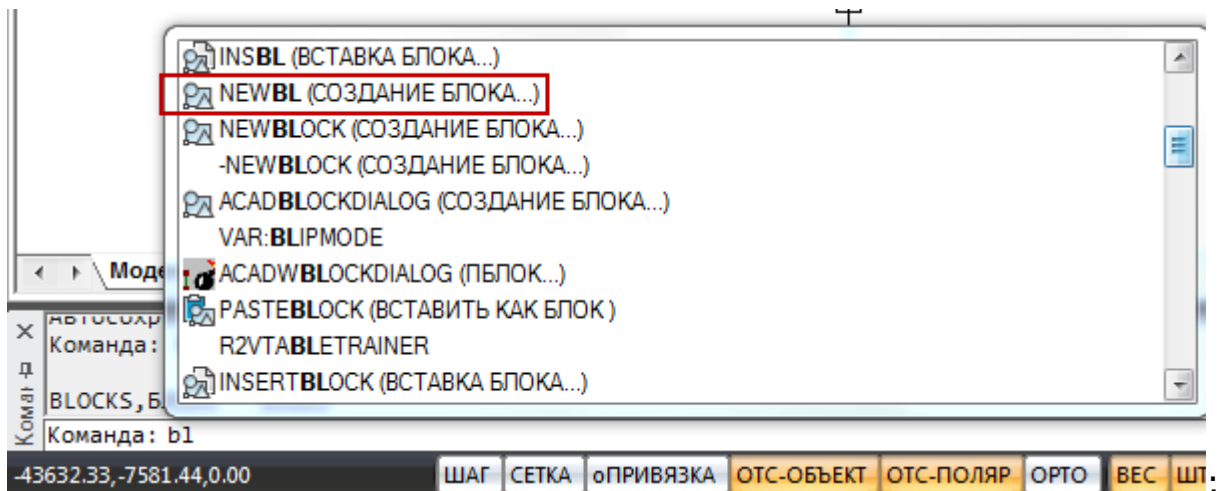 INSBL (ВСТАВКА БЛОКА...)
NEWBL (СОЗДАНИЕ БЛОКА...)
NEWBLOCK (СОЗДАНИЕ БЛОКА...)
-NEWBLOCK (СОЗДАНИЕ БЛОКА...)
ACADBLOCKDIALOG (СОЗДАНИЕ БЛОКА...)
VAR:BLIPMODE
ACADWBLOCKDIALOG (ПБЛОК...)
PASTEBLOCK (ВСТАВИТЬ КАК БЛОК )
R2VTABLETRAINER
INSERTBLOCK (ВСТАВКА БЛОКА...)
Команда:
BLOCKS,
Команда: bl
-43632.33,-7581.44,0.00 ШАГ СЕТКА оПРИВЯЗКА ОТС-ОБЪЕКТ ОТС-ПОЛЯР ОРТО ВЕС